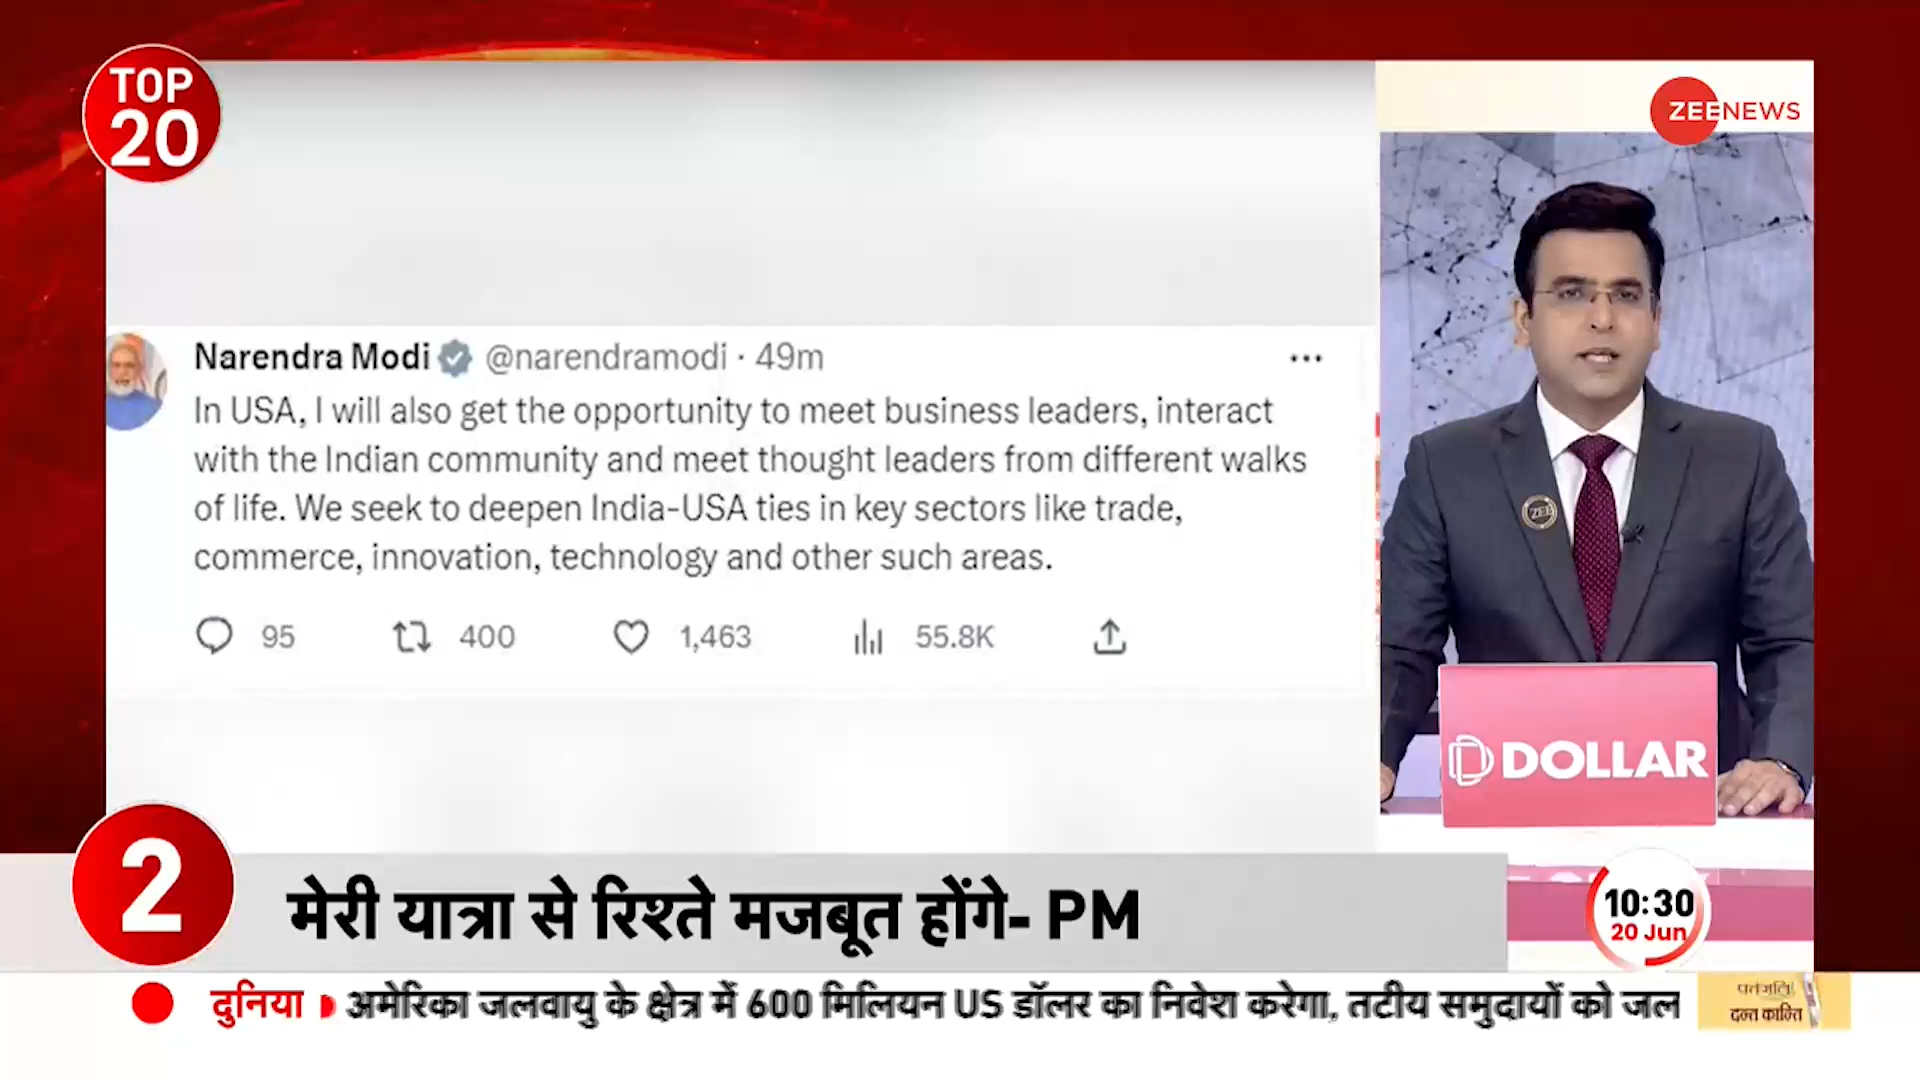 TOP
20
ZEENEWS
Narendra Modi @narendramodi · 49m
In USA, I will also get the opportunity to meet business leaders, interact
with the Indian community and meet thought leaders from different walks
of life. We seek to deepen India-USA ties in key sectors like trade,
commerce, innovation, technology and other such areas.
95 400 1,463 55.8K
ZEE
DOLLAR
2
मेरी यात्रा से रिश्ते मजबूत होंगे- PM
10:30
20 Jun
दुनिया अमेरिका जलवायु के क्षेत्र में 600 मिलियन US डॉलर का निवेश करेगा, तटीय समुदायों को जल
पतंजलि
दन्त कान्ति